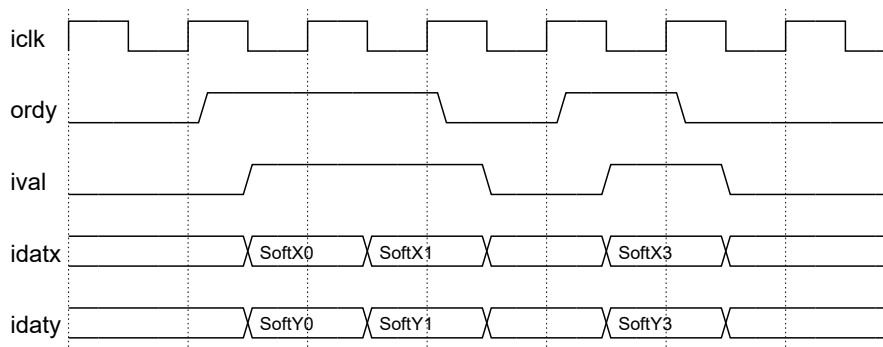 iclk
ordy
ival
idatx SoftX0 SoftX1 SoftX3
idaty SoftY0 SoftY1 SoftY3